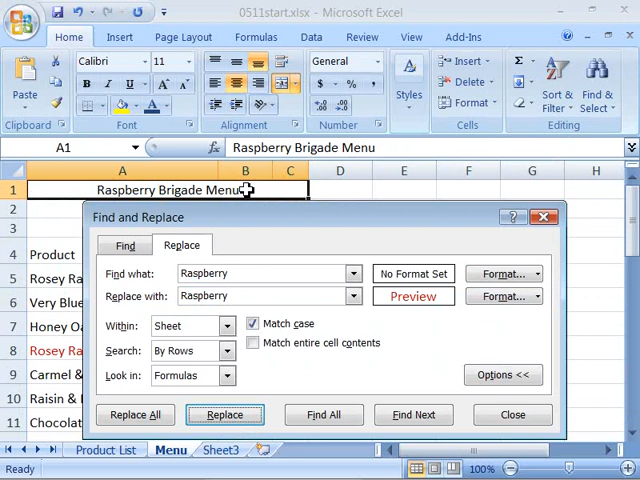 0511start.xlsx - Microsoft Excel
Home Insert Page Layout Formulas Data Review View Add-Ins
Paste
Calibri 11
B I U A A
A
General
$ % ,
Styles
Insert
Delete
Format
Σ
Sort & Filter
Find & Select
Clipboard Font Alignment Number Cells Editing
A1 fx Raspberry Brigade Menu
A B C D E F G H
1 Raspberry Brigade Menu
2
3
4 Product
5 Rosey Ra
6 Very Blue
7 Honey Oa
8 Rosey Ra
9 Carmel &
10 Raisin &
11 Chocolat
Find and Replace
Find Replace
Find what: Raspberry No Format Set Format...
Replace with: Raspberry Preview Format...
Within: Sheet Match case
Search: By Rows Match entire cell contents
Look in: Formulas Options <<
Replace All Replace Find All Find Next Close
Product List Menu Sheet3
Ready 100%